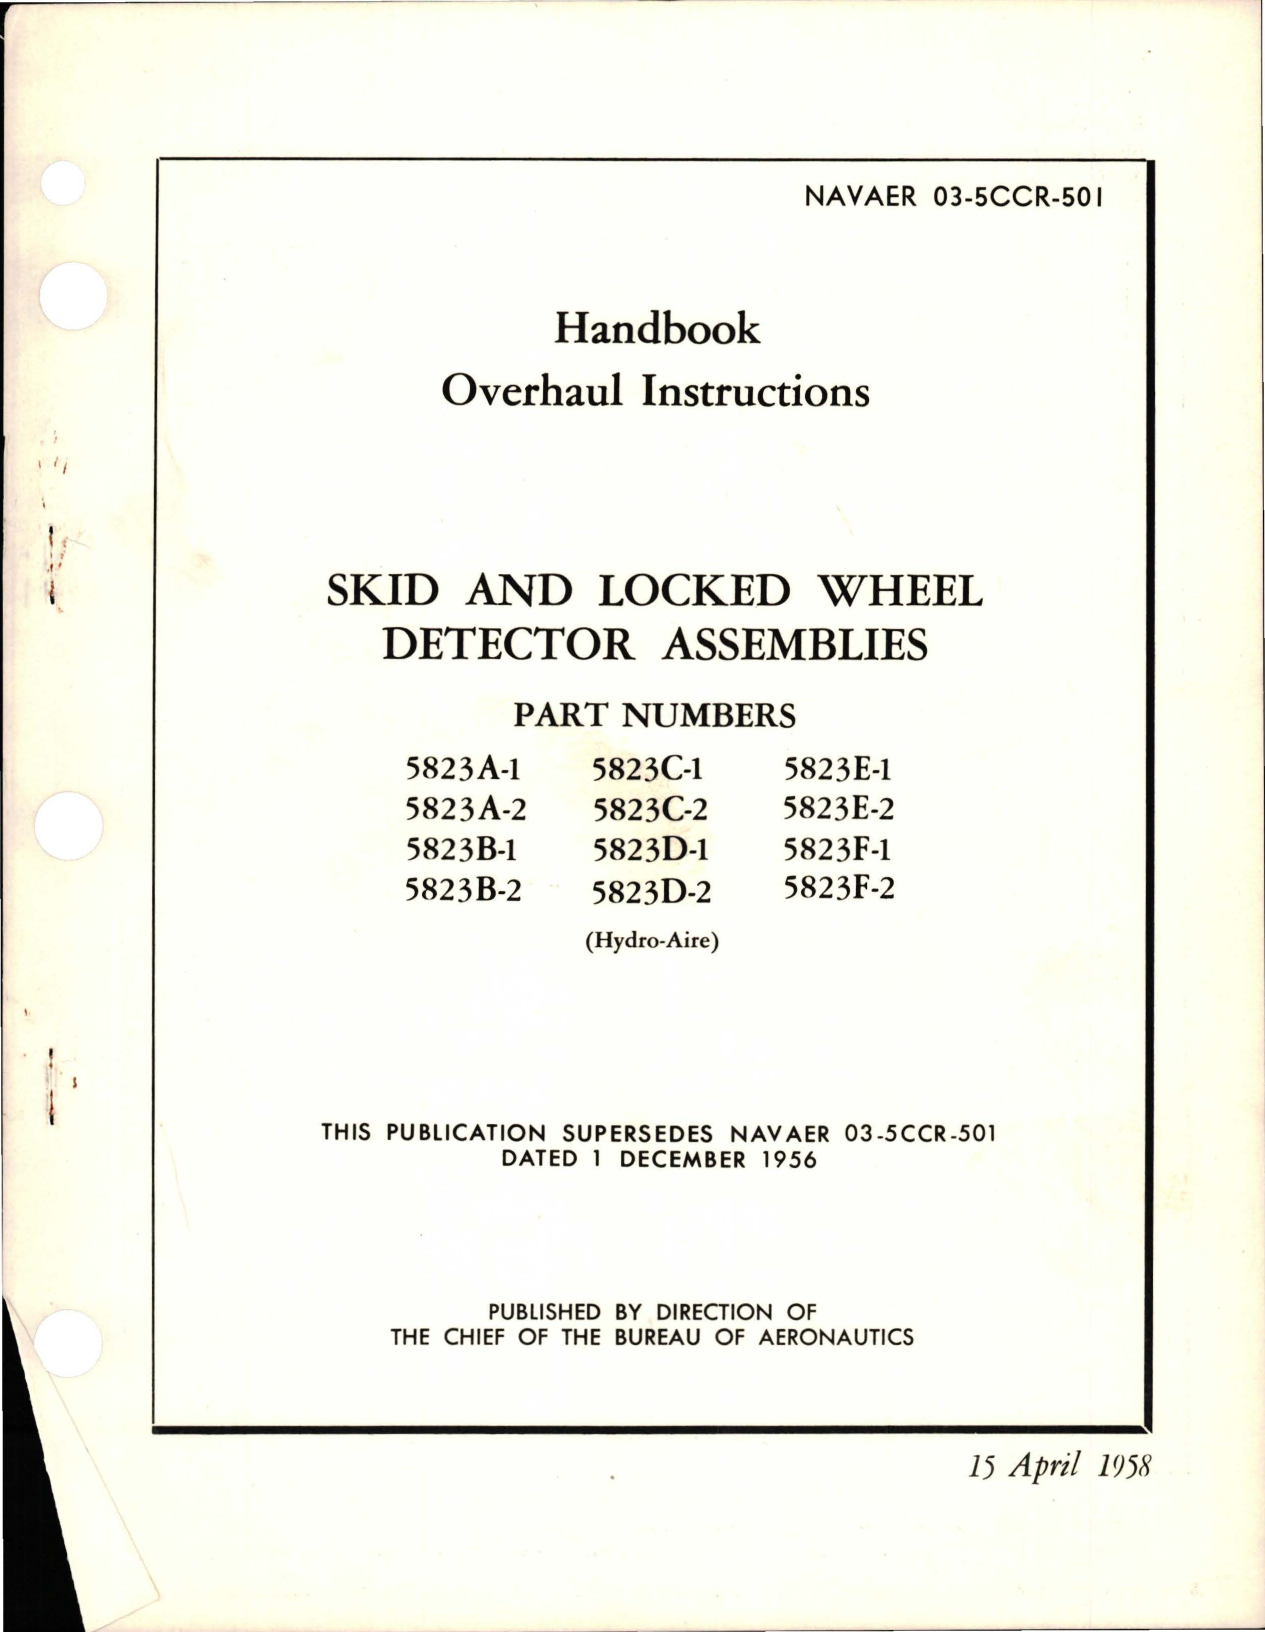 NAVAER 03-5CCR-501
Handbook
Overhaul Instructions
SKID AND LOCKED WHEEL
DETECTOR ASSEMBLIES
PART NUMBERS
5823A-1 5823C-1 5823E-1
5823A-2 5823C-2 5823E-2
5823B-1 5823D-1 5823F-1
5823B-2 5823D-2 5823F-2
(Hydro-Aire)
THIS PUBLICATION SUPERSEDES NAVAER 03-5CCR-501
DATED 1 DECEMBER 1956
PUBLISHED BY DIRECTION OF
THE CHIEF OF THE BUREAU OF AERONAUTICS
15 April 1958